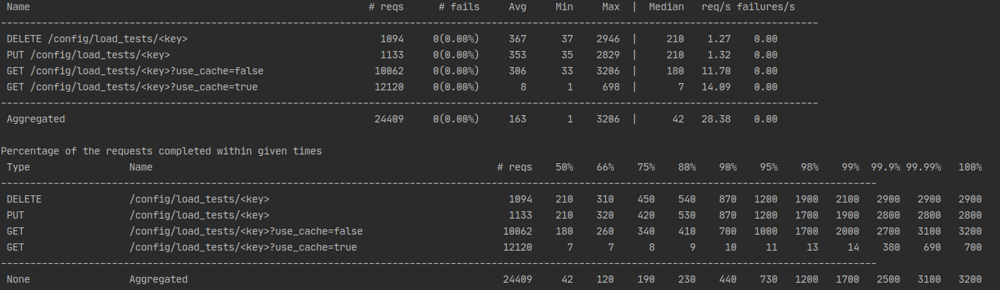 Name # reqs # fails Avg Min Max | Median req/s failures/s
--------------------------------------------------------------------------------------------------------------------------------------------
DELETE /config/load_tests/<key> 1094 0(0.00%) 367 37 2946 | 210 1.27 0.00
PUT /config/load_tests/<key> 1133 0(0.00%) 353 35 2829 | 210 1.32 0.00
GET /config/load_tests/<key>?use_cache=false 10062 0(0.00%) 306 33 3206 | 180 11.70 0.00
GET /config/load_tests/<key>?use_cache=true 12120 0(0.00%) 8 1 698 | 7 14.09 0.00
--------------------------------------------------------------------------------------------------------------------------------------------
Aggregated 24409 0(0.00%) 163 1 3206 | 42 28.38 0.00
Percentage of the requests completed within given times
Type Name # reqs 50% 66% 75% 80% 90% 95% 98% 99% 99.9% 99.99% 100%
------------------------------------------------------------------------------------------------------------------------------------------------------
DELETE /config/load_tests/<key> 1094 210 310 450 540 870 1200 1900 2100 2900 2900 2900
PUT /config/load_tests/<key> 1133 210 320 420 530 870 1200 1700 1900 2800 2800 2800
GET /config/load_tests/<key>?use_cache=false 10062 180 260 340 410 700 1000 1700 2000 2700 3100 3200
GET /config/load_tests/<key>?use_cache=true 12120 7 7 8 9 10 11 13 14 380 690 700
------------------------------------------------------------------------------------------------------------------------------------------------------
None Aggregated 24409 42 120 190 230 440 730 1200 1700 2500 3100 3200